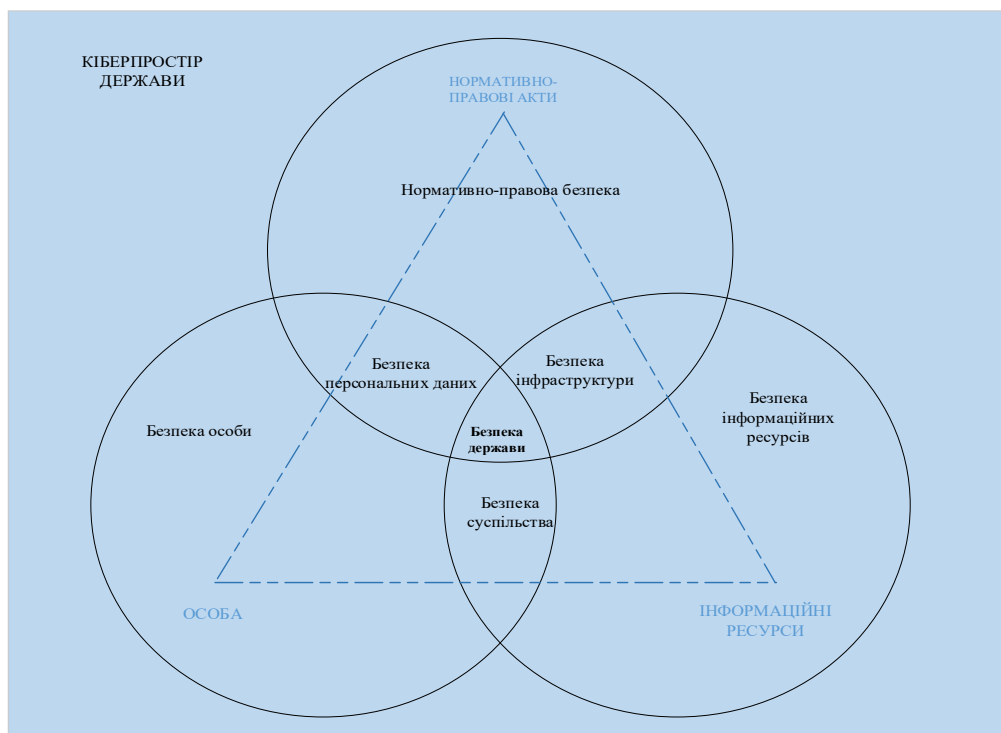 КІБЕРПРОСТІР
ДЕРЖАВИ
НОРМАТИВНО-
ПРАВОВІ АКТИ
Нормативно-правова безпека
Безпека
персональних даних
Безпека
інфраструктури
Безпека особи
Безпека
держави
Безпека
інформаційних
ресурсів
Безпека
суспільства
ОСОБА
ІНФОРМАЦІЙНІ
РЕСУРСИ